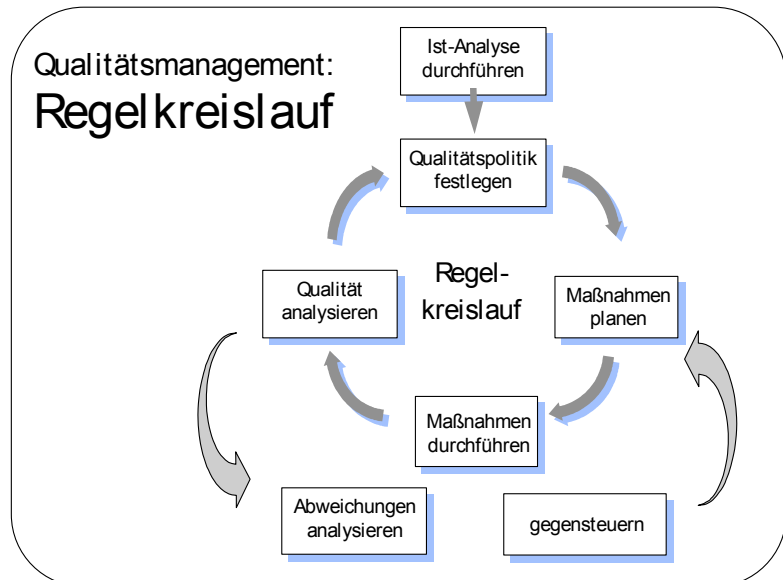 Qualitätsmanagement:
Regelkreislauf
Ist-Analyse
durchführen
Qualitätspolitik
festlegen
Qualität
analysieren
Regel-
kreislauf
Maßnahmen
planen
Maßnahmen
durchführen
Abweichungen
analysieren
gegensteuern